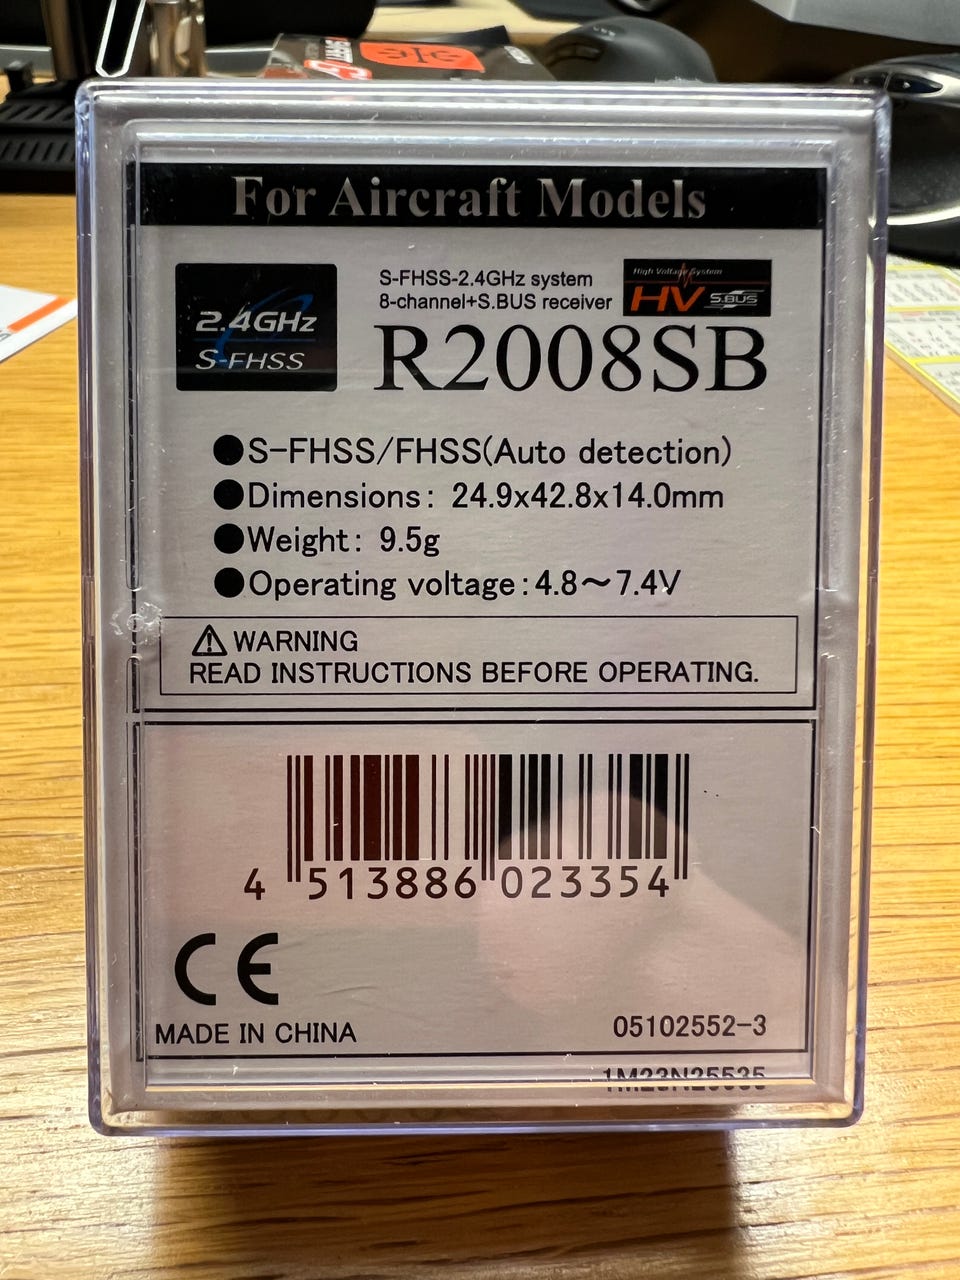 For Aircraft Models
S-FHSS-2.4GHz system
8-channel+S.BUS receiver
High Voltage System
HV S.BUS
2.4GHz
S-FHSS
R2008SB
●S-FHSS/FHSS(Auto detection)
●Dimensions: 24.9x42.8x14.0mm
●Weight: 9.5g
●Operating voltage:4.8~7.4V
⚠WARNING
READ INSTRUCTIONS BEFORE OPERATING.
4 513886 023354
CE
MADE IN CHINA
05102552-3
1M23N25535